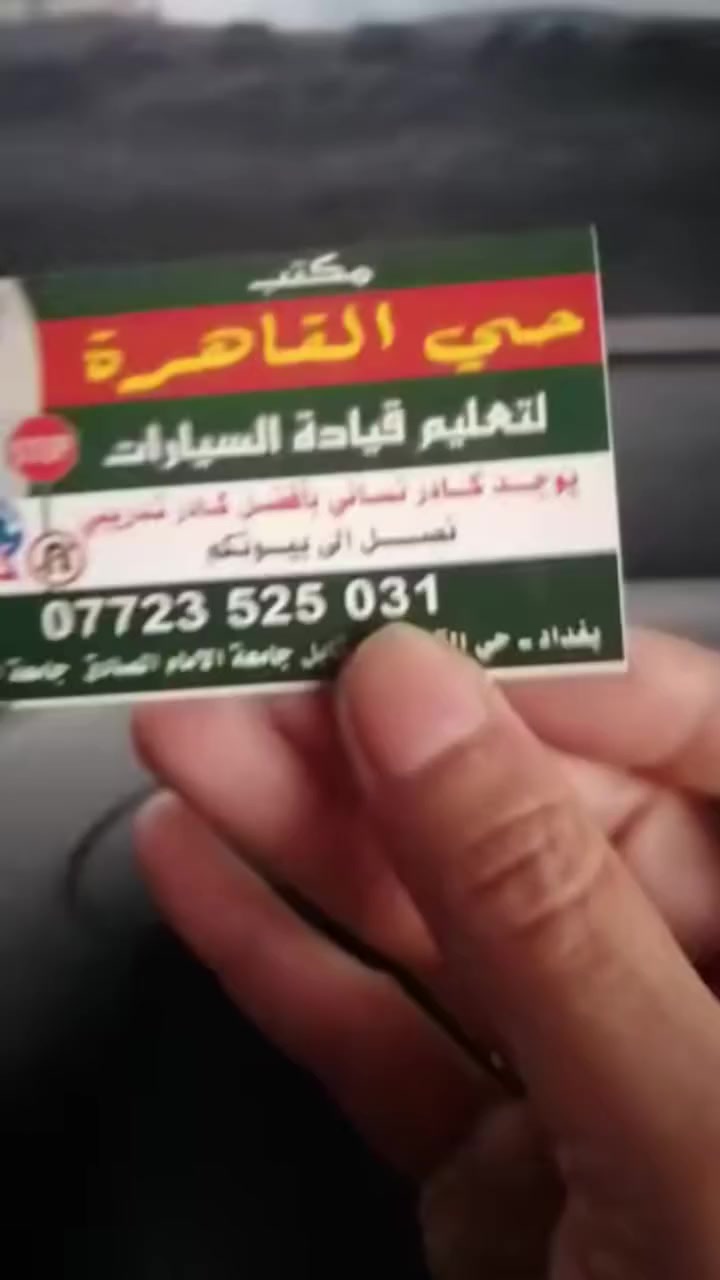 مكتب
حي القاهرة
لتعليم قيادة السيارات
STOP
يوجد كادر نسائي بأفضل كادر تدريبي
نصل الى بيوتكم
07723 525 031
بغداد - حي جامعة الامام الصادق جامعة